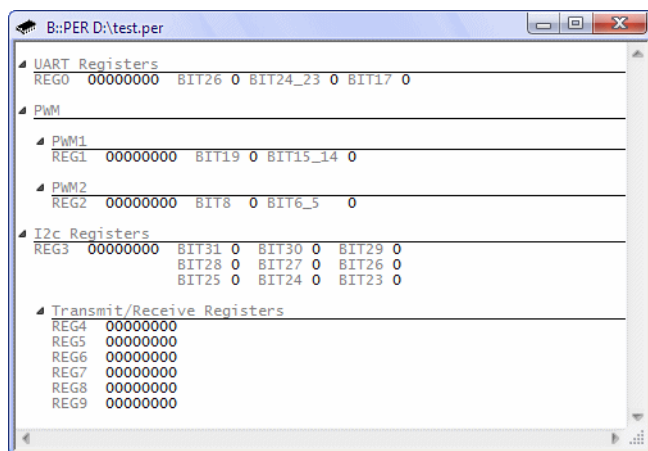 B::PER D:\test.per
UART Registers
REG0 00000000 BIT26 0 BIT24_23 0 BIT17 0
PWM
PWM1
REG1 00000000 BIT19 0 BIT15_14 0
PWM2
REG2 00000000 BIT8 0 BIT6_5 0
I2c Registers
REG3 00000000 BIT31 0 BIT30 0 BIT29 0
BIT28 0 BIT27 0 BIT26 0
BIT25 0 BIT24 0 BIT23 0
Transmit/Receive Registers
REG4 00000000
REG5 00000000
REG6 00000000
REG7 00000000
REG8 00000000
REG9 00000000